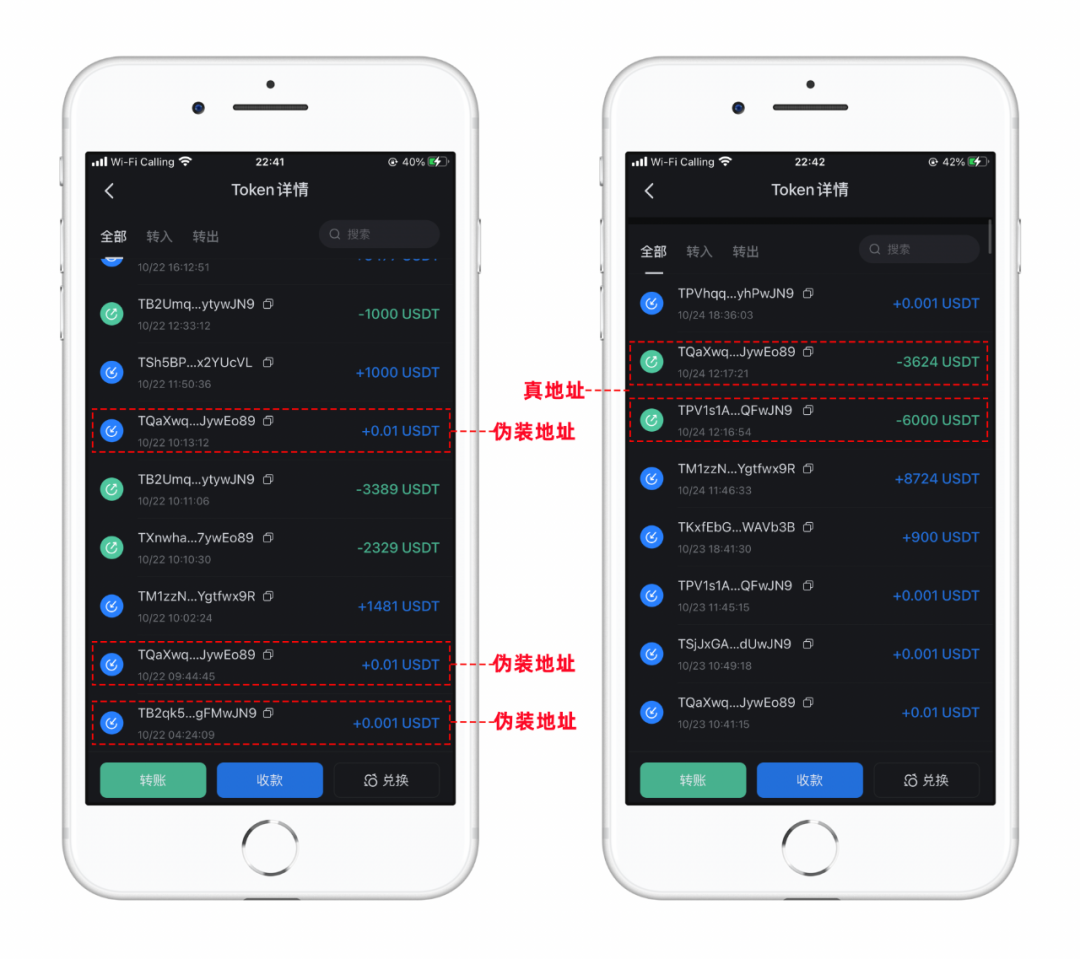 Wi-Fi Calling 22:41 40%
Token 详情
全部 转入 转出 搜索
10/22 16:12:51
TB2Umq...ytywJN9
-1000 USDT
10/22 12:33:12
TSh5BP...x2YUcVL
+1000 USDT
10/22 11:50:36
TQaXwq...JywEo89
+0.01 USDT
10/22 10:13:12
TB2Umq...ytywJN9
-3389 USDT
10/22 10:11:06
TXnwha...7ywEo89
-2329 USDT
10/22 10:10:30
TM1zzN...Ygtfwx9R
+1481 USDT
10/22 10:02:24
TQaXwq...JywEo89
+0.01 USDT
10/22 09:44:45
TB2qk5...gFMwJN9
+0.001 USDT
10/22 04:24:09
转账 收款 兑换
真地址
伪装地址
伪装地址
伪装地址
Wi-Fi Calling 22:42 42%
Token 详情
全部 转入 转出 搜索
TPVhqq...yhPwJN9
+0.001 USDT
10/24 18:36:03
TQaXwq...JywEo89
-3624 USDT
10/24 12:17:21
TPV1s1A...QFwJN9
-6000 USDT
10/24 12:16:54
TM1zzN...Ygtfwx9R
+8724 USDT
10/24 11:46:33
TKxfEbG...WAVb3B
+900 USDT
10/23 18:41:30
TPV1s1A...QFwJN9
+0.001 USDT
10/23 11:45:15
TSjJxGA...dUwJN9
+0.001 USDT
10/23 10:49:18
TQaXwq...JywEo89
+0.01 USDT
10/23 10:41:15
转账 收款 兑换